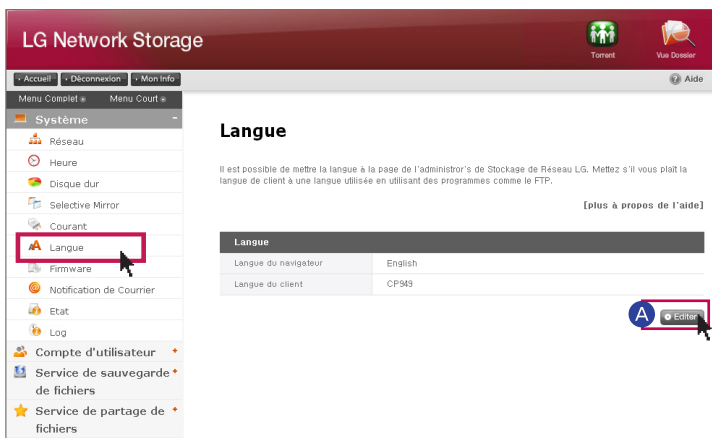 LG Network Storage
Torrent
Vue Dossier
Accueil Déconnexion Mon Info
Aide
Menu Complet Menu Court
Système
Réseau
Heure
Disque dur
Selective Mirror
Courant
Langue
Firmware
Notification de Courrier
Etat
Log
Compte d'utilisateur
Service de sauvegarde
de fichiers
Service de partage de
fichiers
Langue
Il est possible de mettre la langue à la page de l'administror's de Stockage de Réseau LG. Mettez s'il vous plaît la
langue de client à une langue utilisée en utilisant des programmes comme le FTP.
[plus à propos de l'aide]
Langue
Langue du navigateur English
Langue du client CP949
A Editer